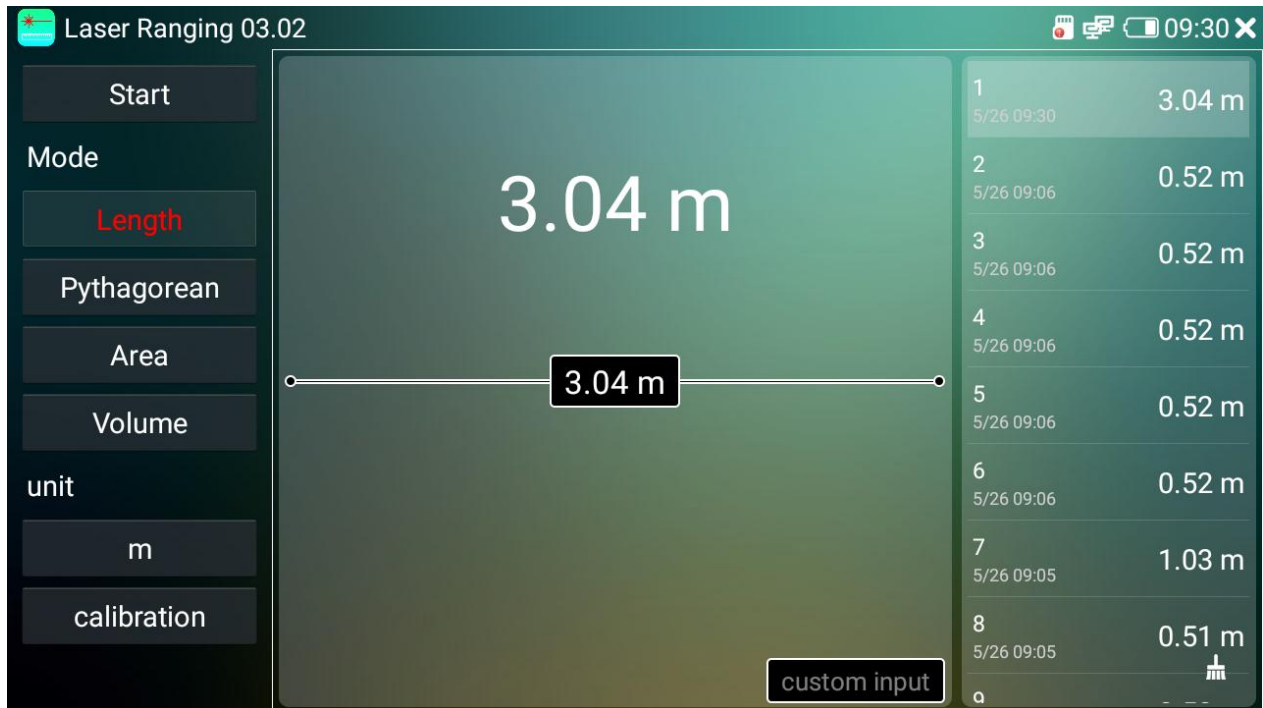 Laser Ranging 03.02
09:30
Start
Mode
Length
Pythagorean
Area
Volume
unit
m
calibration
3.04 m
3.04 m
custom input
1
5/26 09:30
3.04 m
2
5/26 09:06
0.52 m
3
5/26 09:06
0.52 m
4
5/26 09:06
0.52 m
5
5/26 09:06
0.52 m
6
5/26 09:06
0.52 m
7
5/26 09:05
1.03 m
8
5/26 09:05
0.51 m